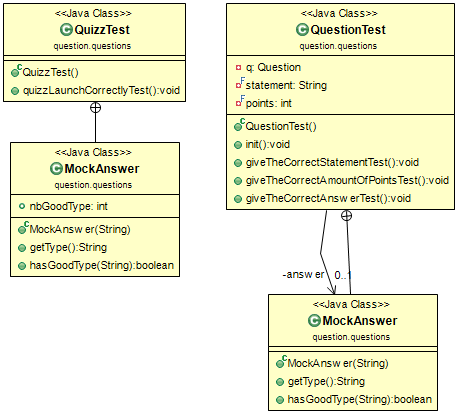 <<Java Class>>
QuizzTest
question.questions
QuizzTest()
quizzLaunchCorrectlyTest():void
<<Java Class>>
MockAnswer
question.questions
nbGoodType: int
MockAnswer(String)
getType():String
hasGoodType(String):boolean
<<Java Class>>
QuestionTest
question.questions
q: Question
statement: String
points: int
QuestionTest()
init():void
giveTheCorrectStatementTest():void
giveTheCorrectAmountOfPointsTest():void
giveTheCorrectAnswerTest():void
-answer 0..1
<<Java Class>>
MockAnswer
question.questions
MockAnswer(String)
getType():String
hasGoodType(String):boolean